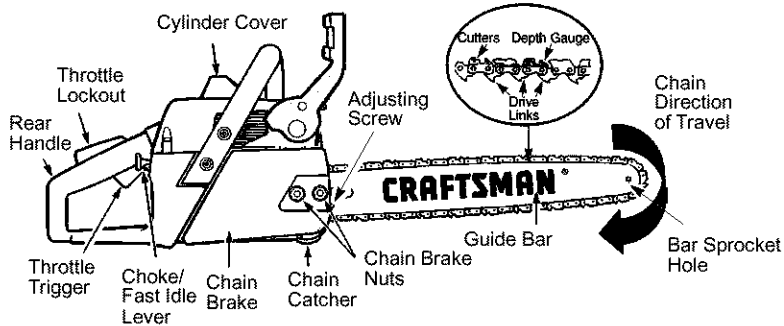 Cylinder Cover
Throttle
Lockout
Rear
Handle
Adjusting
Screw
Cutters
Depth Gauge
Drive
Links
Chain
Direction
of Travel
CRAFTSMAN®
Throttle
Trigger
Choke/
Fast Idle
Lever
Chain
Brake
Chain
Catcher
Chain Brake
Nuts
Guide Bar
Bar Sprocket
Hole